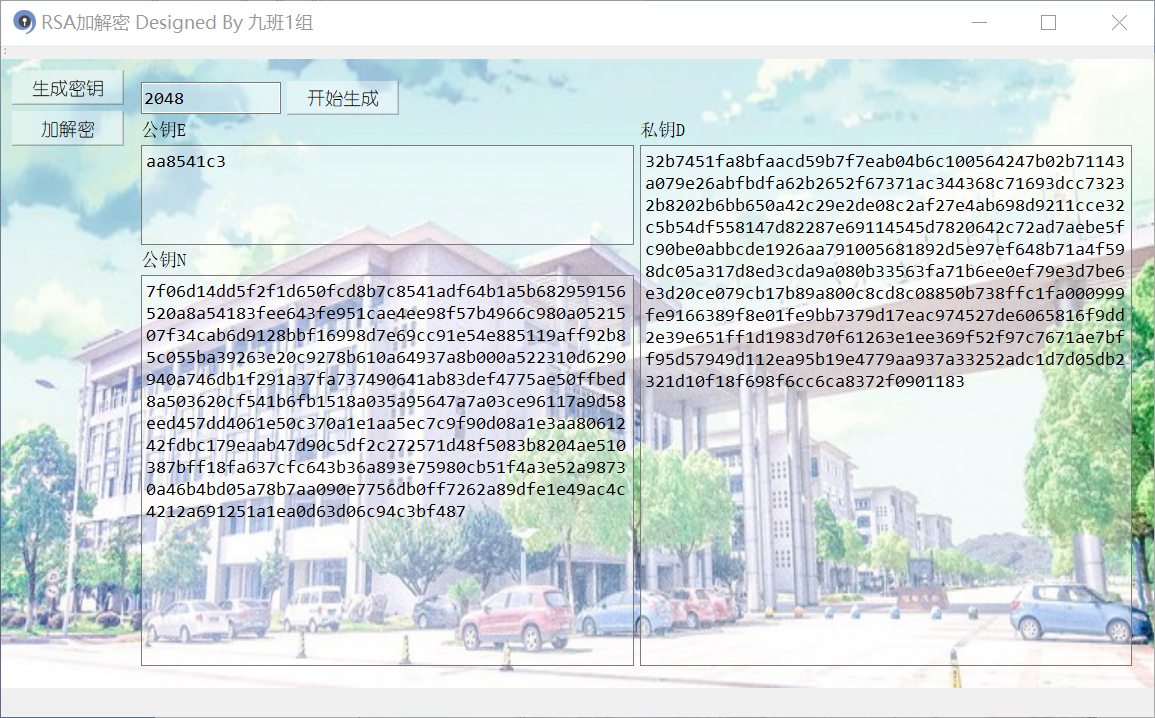 RSA加解密 Designed By 九班1组
生成密钥
2048
开始生成
加解密
公钥E
aa8541c3
公钥N
7f06d14dd5f2f1d650fcd8b7c8541adf64b1a5b682959156
520a8a54183fee643fe951cae4ee98f57b4966c980a05215
07f34cab6d9128bbf16998d7e69cc91e54e885119aff92b8
5c055ba39263e20c9278b610a64937a8b000a522310d6290
940a746db1f291a37fa737490641ab83def4775ae50ffbed
8a503620cf541b6fb1518a035a95647a7a03ce96117a9d58
eed457dd4061e50c370a1e1aa5ec7c9f90d08a1e3aa80612
42fdbc179eaab47d90c5df2c272571d48f5083b8204ae510
387bff18fa637cfc643b36a893e75980cb51f4a3e52a9873
0a46b4bd05a78b7aa090e7756db0ff7262a89dfe1e49ac4c
4212a691251a1ea0d63d06c94c3bf487
私钥D
32b7451fa8bfaacd59b7f7eab04b6c100564247b02b71143
a079e26abfbdfa62b2652f67371ac344368c71693dcc7323
2b8202b6bb650a42c29e2de08c2af27e4ab698d9211cce32
c5b54df558147d82287e69114545d7820642c72ad7aebe5f
c90be0abbcde1926aa791005681892d5e97ef648b71a4f59
8dc05a317d8ed3cda9a080b33563fa71b6ee0ef79e3d7be6
e3d20ce079cb17b89a800c8cd8c08850b738ffc1fa000999
fe9166389f8e01fe9bb7379d17eac974527de6065816f9dd
2e39e651ff1d1983d70f61263e1ee369f52f97c7671ae7bf
f95d57949d112ea95b19e4779aa937a33252adc1d7d05db2
321d10f18f698f6cc6ca8372f0901183